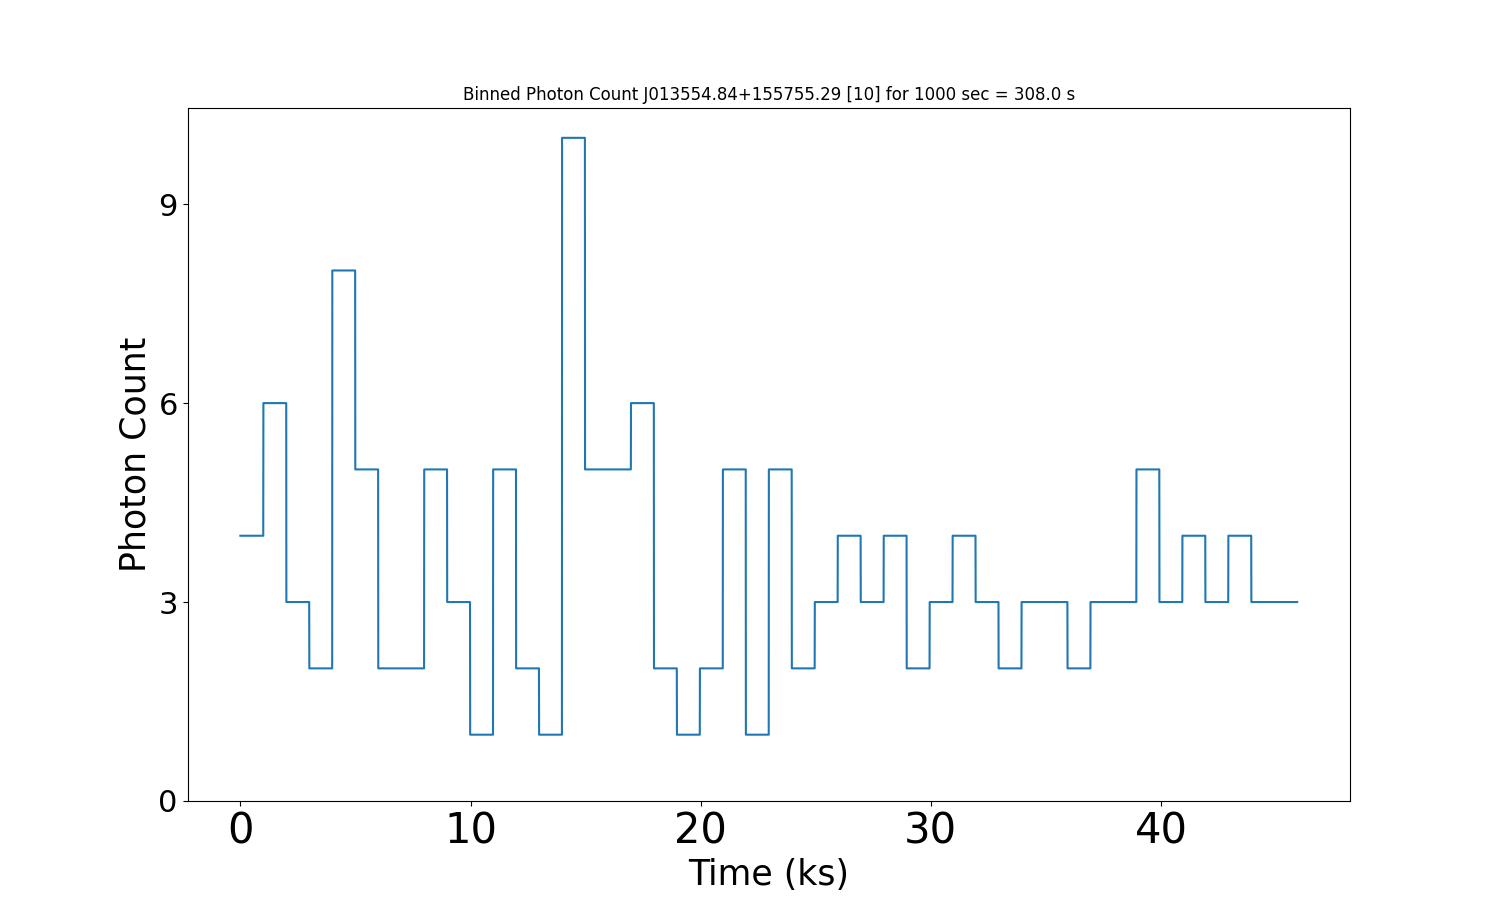 Binned Photon Count J013554.84+155755.29 [10] for 1000 sec = 308.0 s
9
6
3
0
Photon Count
0 10 20 30 40
Time (ks)